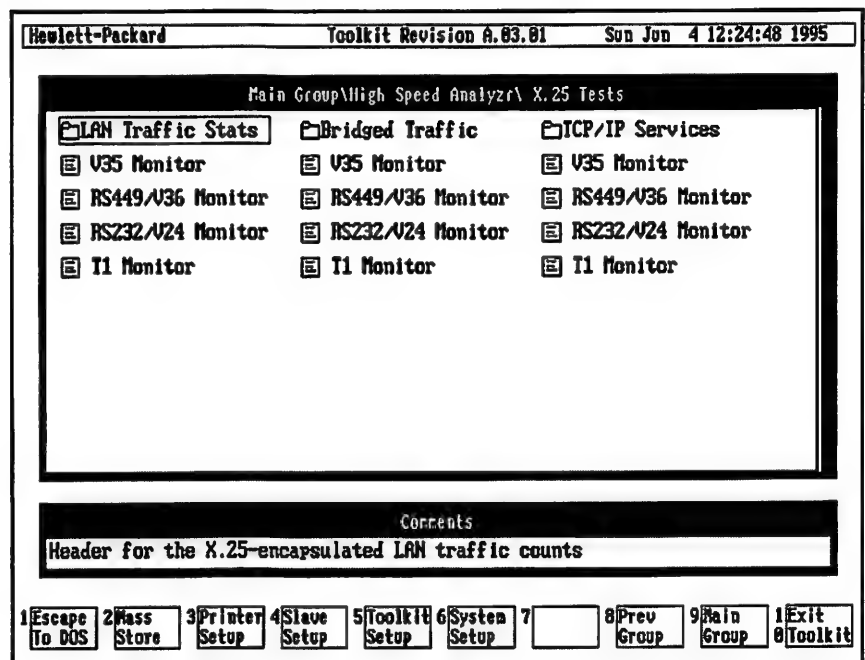 Hewlett-Packard Toolkit Revision A.03.01 Sun Jun 4 12:24:48 1995
Main Group\High Speed Analyzr\ X.25 Tests
LAN Traffic Stats Bridged Traffic TCP/IP Services
V35 Monitor V35 Monitor V35 Monitor
RS449/V36 Monitor RS449/V36 Monitor RS449/V36 Monitor
RS232/V24 Monitor RS232/V24 Monitor RS232/V24 Monitor
T1 Monitor T1 Monitor T1 Monitor
Comments
Header for the X.25-encapsulated LAN traffic counts
1 Escape 2 Mass 3 Printer 4 Slave 5 Toolkit 6 System 7 8 Prev 9 Main 1 Exit
To DOS Store Setup Setup Setup Setup Group Group 0 Toolkit